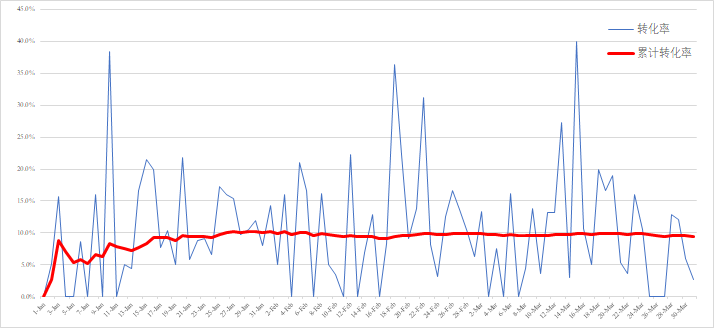 45.0%
40.0%
35.0%
30.0%
25.0%
20.0%
15.0%
10.0%
5.0%
0.0%
转化率
累计转化率
1-Jan
3-Jan
5-Jan
7-Jan
9-Jan
11-Jan
13-Jan
15-Jan
17-Jan
19-Jan
21-Jan
23-Jan
25-Jan
27-Jan
29-Jan
31-Jan
2-Feb
4-Feb
6-Feb
8-Feb
10-Feb
12-Feb
14-Feb
16-Feb
18-Feb
20-Feb
22-Feb
24-Feb
26-Feb
28-Feb
2-Mar
4-Mar
6-Mar
8-Mar
10-Mar
12-Mar
14-Mar
16-Mar
18-Mar
20-Mar
22-Mar
24-Mar
26-Mar
28-Mar
30-Mar